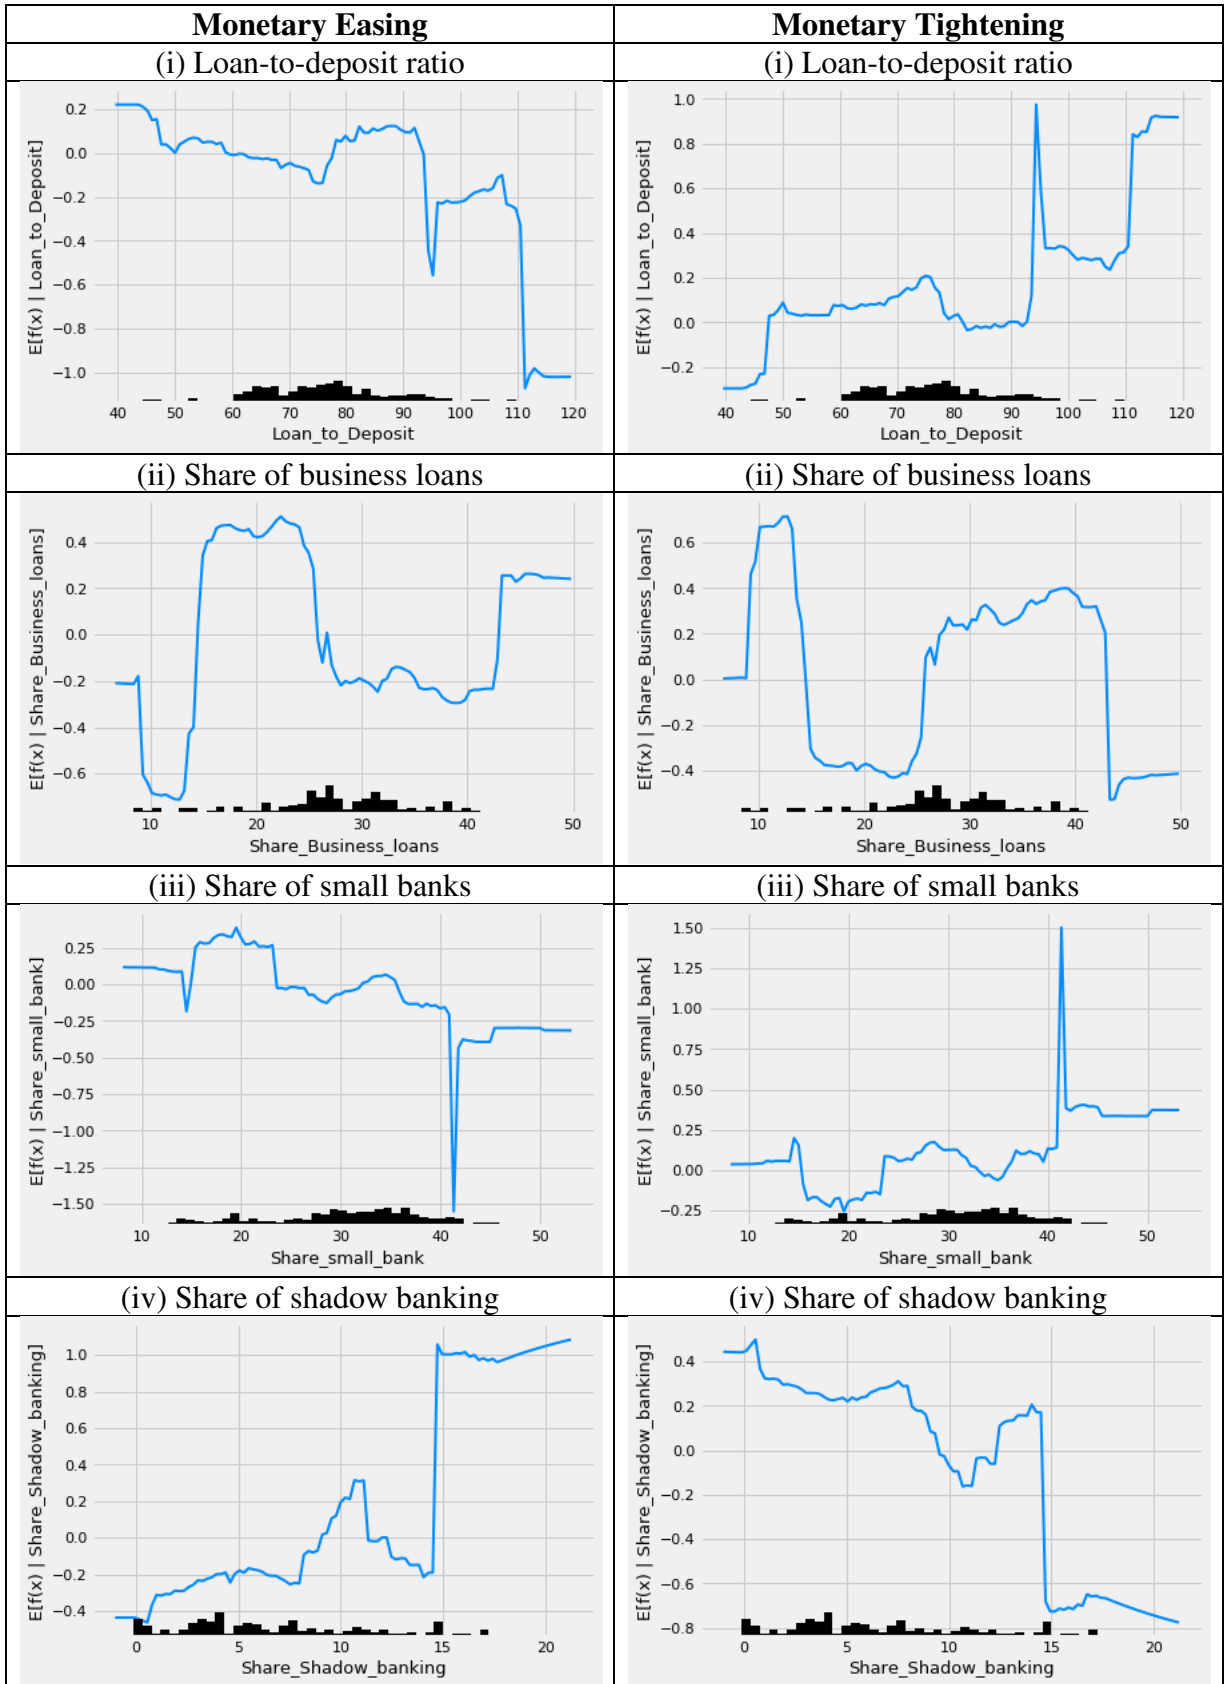 Monetary Easing
Monetary Tightening
(i) Loan-to-deposit ratio
(i) Loan-to-deposit ratio
E[f(x) | Loan_to_Deposit]
0.2
0.0
−0.2
−0.4
−0.6
−0.8
−1.0
40 50 60 70 80 90 100 110 120
Loan_to_Deposit
E[f(x) | Loan_to_Deposit]
1.0
0.8
0.6
0.4
0.2
0.0
−0.2
40 50 60 70 80 90 100 110 120
Loan_to_Deposit
(ii) Share of business loans
(ii) Share of business loans
E[f(x) | Share_Business_loans]
0.4
0.2
0.0
−0.2
−0.4
−0.6
10 20 30 40 50
Share_Business_loans
E[f(x) | Share_Business_loans]
0.6
0.4
0.2
0.0
−0.2
−0.4
10 20 30 40 50
Share_Business_loans
(iii) Share of small banks
(iii) Share of small banks
E[f(x) | Share_small_bank]
0.25
0.00
−0.25
−0.50
−0.75
−1.00
−1.25
−1.50
10 20 30 40 50
Share_small_bank
E[f(x) | Share_small_bank]
1.50
1.25
1.00
0.75
0.50
0.25
0.00
−0.25
10 20 30 40 50
Share_small_bank
(iv) Share of shadow banking
(iv) Share of shadow banking
E[f(x) | Share_Shadow_banking]
1.0
0.8
0.6
0.4
0.2
0.0
−0.2
−0.4
0 5 10 15 20
Share_Shadow_banking
E[f(x) | Share_Shadow_banking]
0.4
0.2
0.0
−0.2
−0.4
−0.6
−0.8
0 5 10 15 20
Share_Shadow_banking